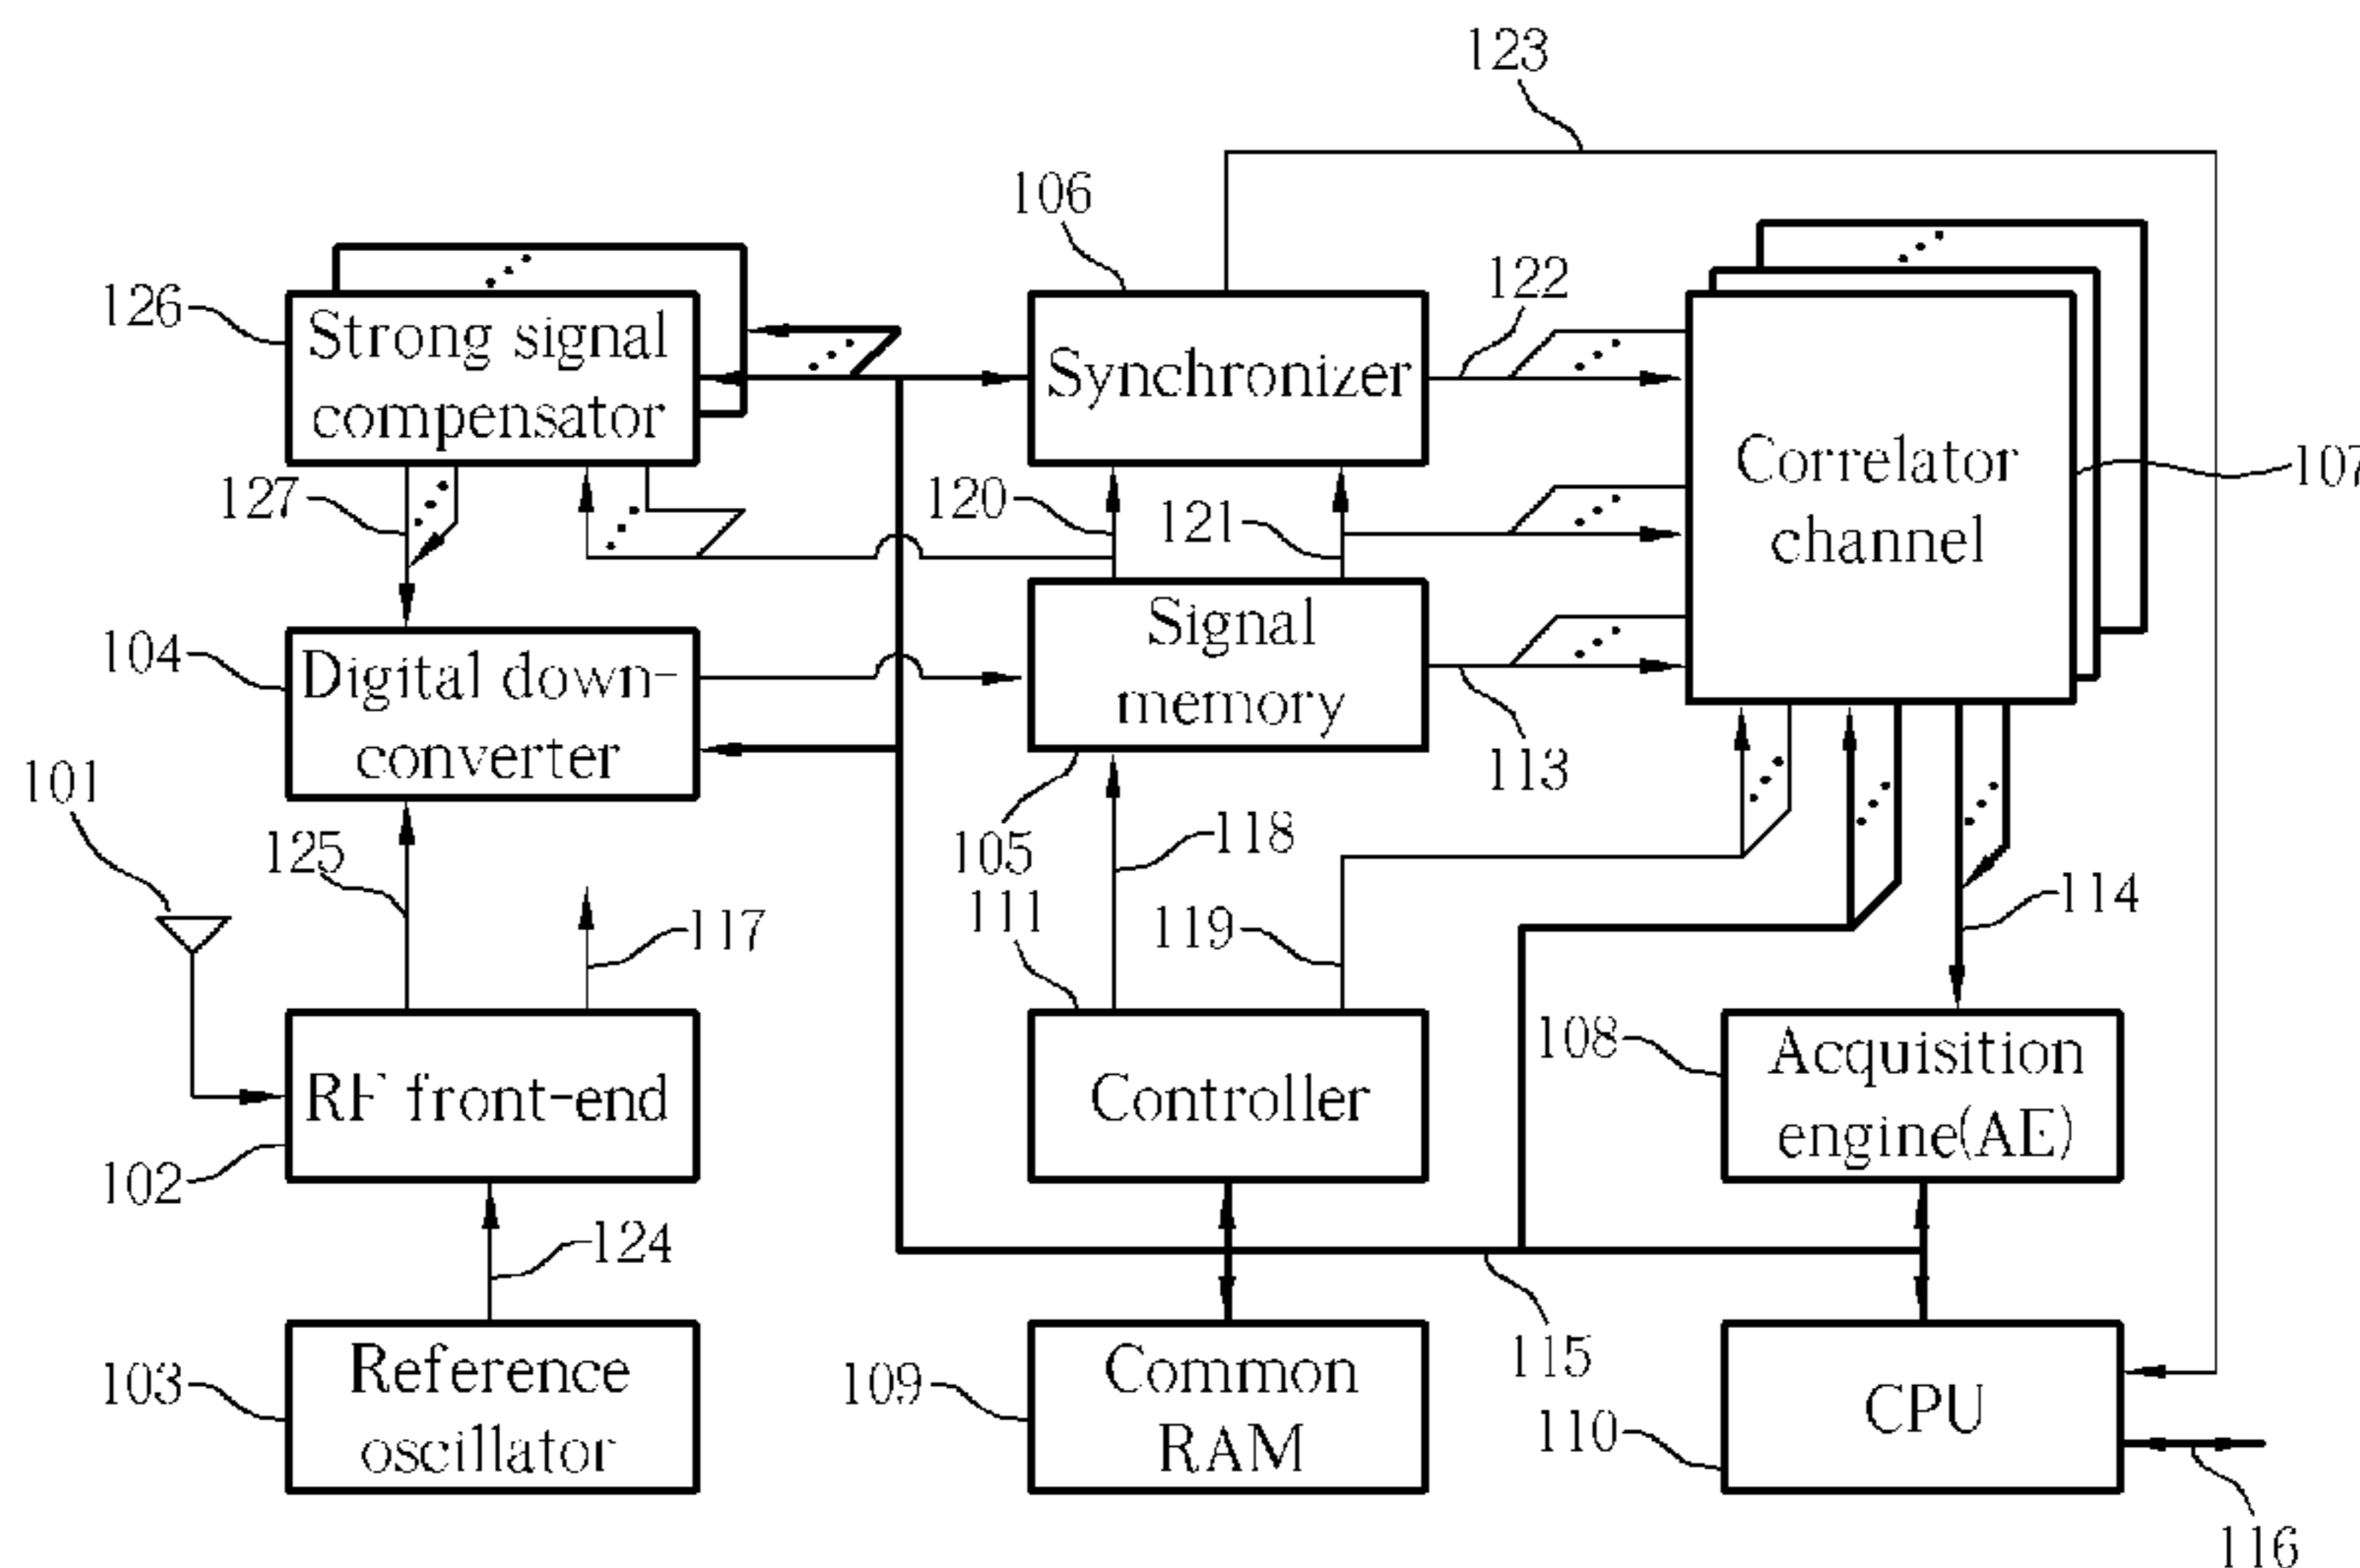 123
106
122
126
Strong signal
compensator
Synchronizer
Correlator
channel
107
127
120
121
104
Digital down-
converter
Signal
memory
113
101
125
105
118
111
119
114
117
102
RF front-end
Controller
108
Acquisition
engine(AE)
124
103
Reference
oscillator
109
Common
RAM
115
110
CPU
116